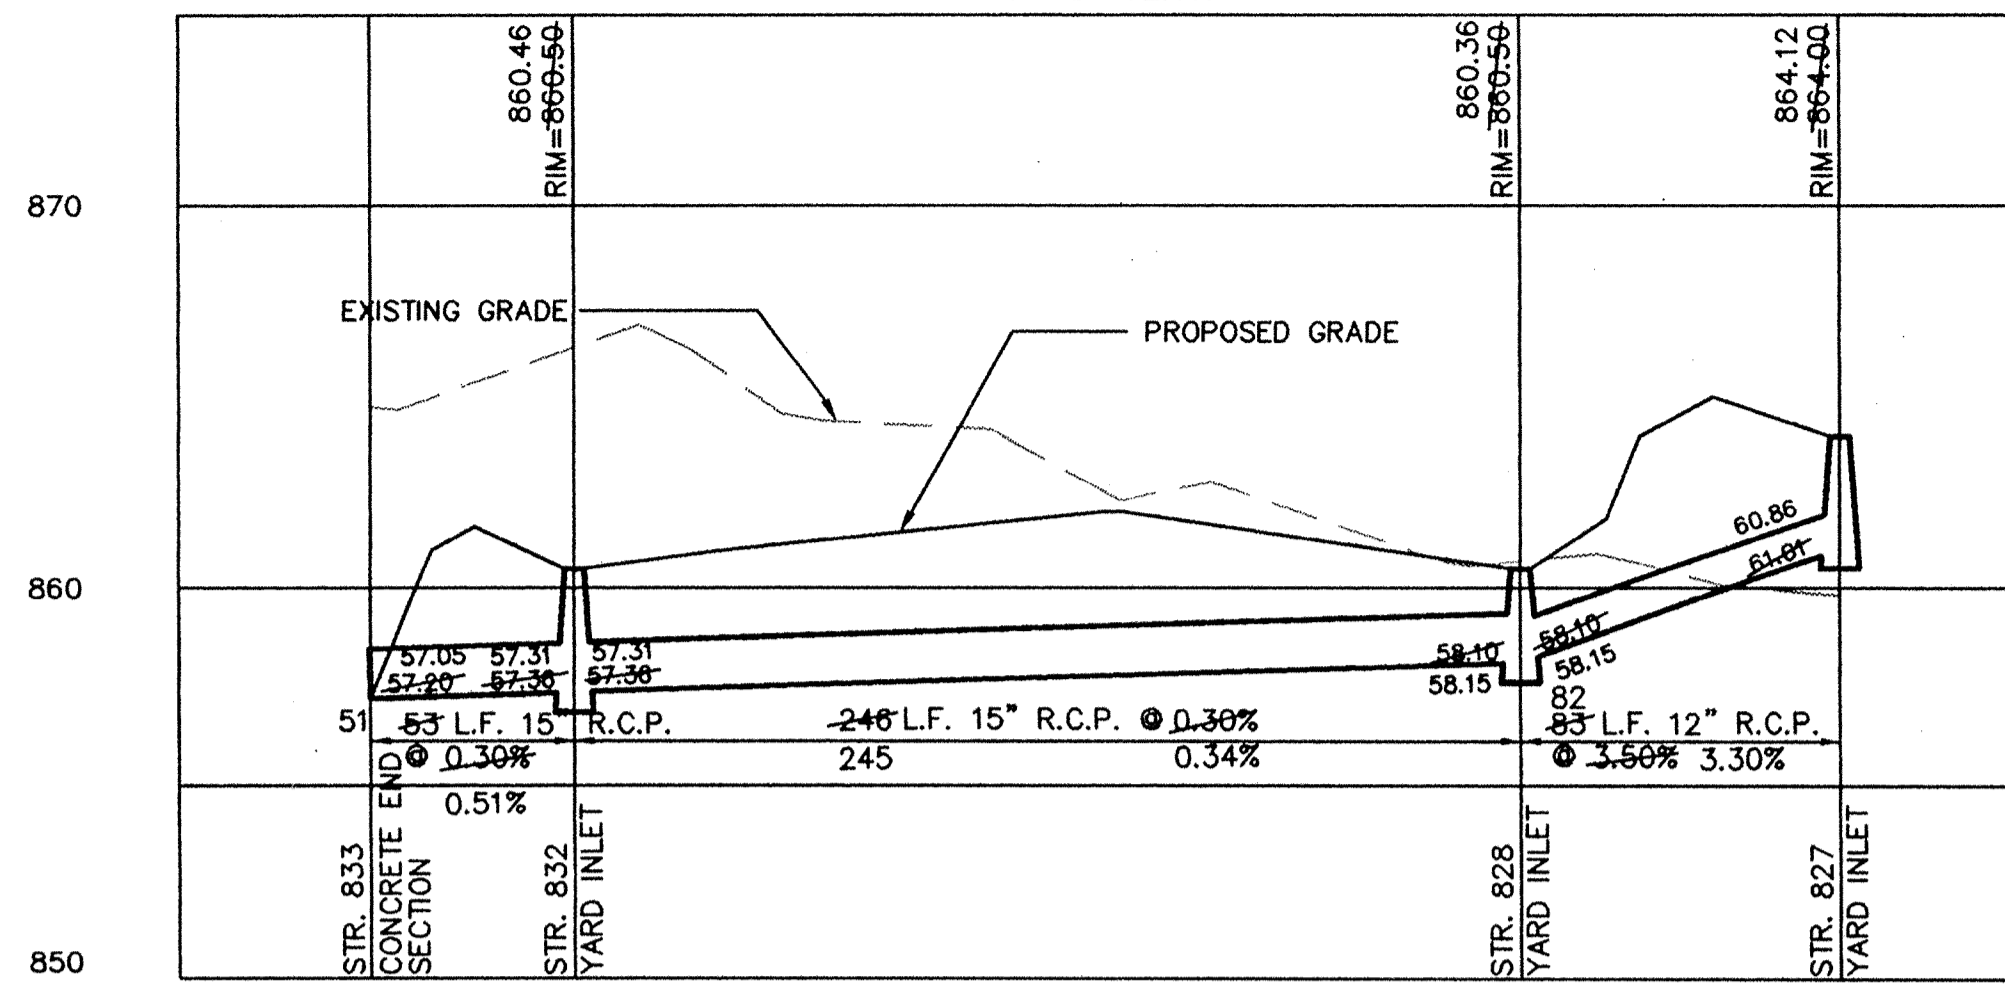 860.46
RIM=860.50
860.36
RIM=860.50
864.12
RIM=864.00
870
EXISTING GRADE
PROPOSED GRADE
860
60.86
61.01
57.05 57.31 57.31
57.20 57.36 57.36
58.10 58.10
58.15 58.15
82
51 53 L.F. 15" R.C.P.
@ 0.30%
0.51%
246 L.F. 15" R.C.P. @ 0.30%
245 0.34%
83 L.F. 12" R.C.P.
@ 3.50% 3.30%
STR. 833
CONCRETE END
SECTION
STR. 832
YARD INLET
STR. 828
YARD INLET
STR. 827
YARD INLET
850